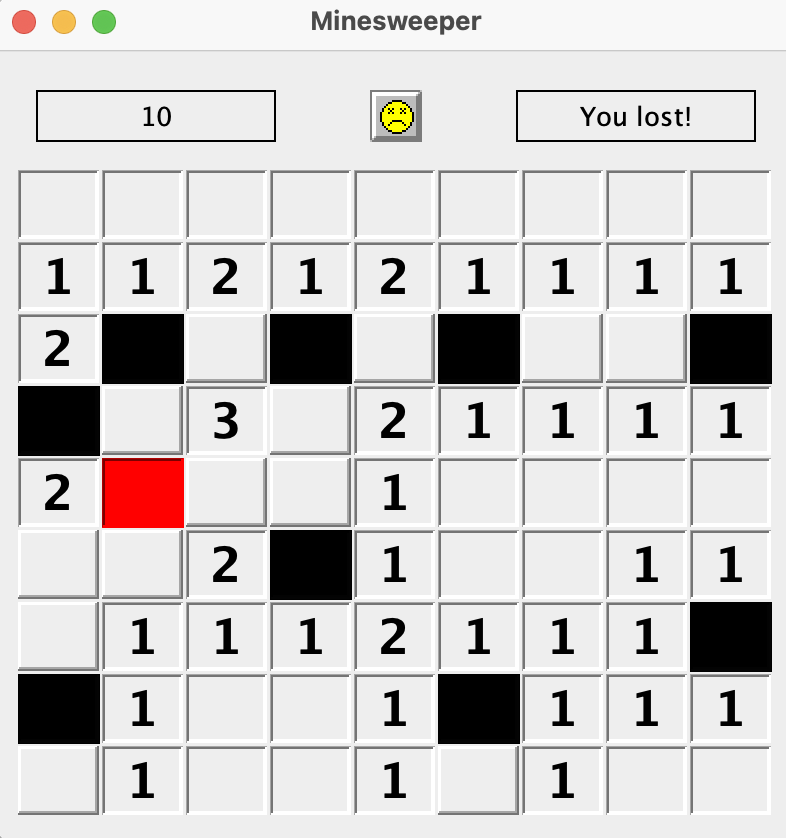 Minesweeper
10 You lost!
1 1 2 1 2 1 1 1 1
2
3 2 1 1 1 1
2 1
2 1 1 1
1 1 1 2 1 1 1
1 1 1 1 1
1 1 1